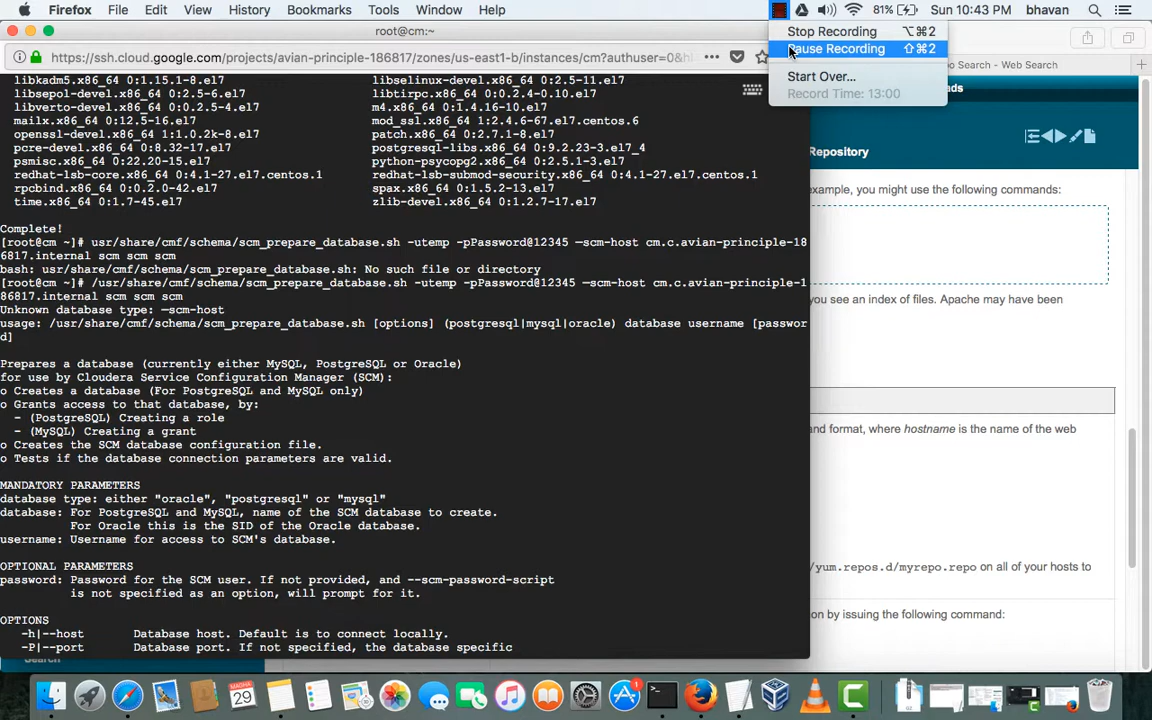 Firefox File Edit View History Bookmarks Tools Window Help
81% Sun 10:43 PM bhavan
Stop Recording ⌥⌘2
Pause Recording ⇧⌘2
Start Over...
Record Time: 13:00
root@cm:~
https://ssh.cloud.google.com/projects/avian-principle-186817/zones/us-east1-b/instances/cm?authuser=0&h
po Search - Web Search
ads
libkadm5.x86_64 0:1.15.1-8.el7 libselinux-devel.x86_64 0:2.5-11.el7
libsepol-devel.x86_64 0:2.5-6.el7 libtirpc.x86_64 0:0.2.4-0.10.el7
libverto-devel.x86_64 0:0.2.5-4.el7 m4.x86_64 0:1.4.16-10.el7
mailx.x86_64 0:12.5-16.el7 mod_ssl.x86_64 1:2.4.6-67.el7.centos.6
openssl-devel.x86_64 1:1.0.2k-8.el7 patch.x86_64 0:2.7.1-8.el7
pcre-devel.x86_64 0:8.32-17.el7 postgresql-libs.x86_64 0:9.2.23-3.el7_4
psmisc.x86_64 0:22.20-15.el7 python-psycopg2.x86_64 0:2.5.1-3.el7
redhat-lsb-core.x86_64 0:4.1-27.el7.centos.1 redhat-lsb-submod-security.x86_64 0:4.1-27.el7.centos.1
rpcbind.x86_64 0:0.2.0-42.el7 spax.x86_64 0:1.5.2-13.el7
time.x86_64 0:1.7-45.el7 zlib-devel.x86_64 0:1.2.7-17.el7
Complete!
[root@cm ~]# usr/share/cmf/schema/scm_prepare_database.sh -utemp -pPassword@12345 —scm-host cm.c.avian-principle-18
6817.internal scm scm scm
bash: usr/share/cmf/schema/scm_prepare_database.sh: No such file or directory
[root@cm ~]# /usr/share/cmf/schema/scm_prepare_database.sh -utemp -pPassword@12345 —scm-host cm.c.avian-principle-1
86817.internal scm scm scm
Unknown database type: —scm-host
usage: /usr/share/cmf/schema/scm_prepare_database.sh [options] (postgresql|mysql|oracle) database username [passwor
d]
Prepares a database (currently either MySQL, PostgreSQL or Oracle)
for use by Cloudera Service Configuration Manager (SCM):
o Creates a database (For PostgreSQL and MySQL only)
o Grants access to that database, by:
- (PostgreSQL) Creating a role
- (MySQL) Creating a grant
o Creates the SCM database configuration file.
o Tests if the database connection parameters are valid.
MANDATORY PARAMETERS
database type: either "oracle", "postgresql" or "mysql"
database: For PostgreSQL and MySQL, name of the SCM database to create.
For Oracle this is the SID of the Oracle database.
username: Username for access to SCM's database.
OPTIONAL PARAMETERS
password: Password for the SCM user. If not provided, and --scm-password-script
is not specified as an option, will prompt for it.
OPTIONS
-h|--host Database host. Default is to connect locally.
-P|--port Database port. If not specified, the database specific
Repository
example, you might use the following commands:
you see an index of files. Apache may have been
and format, where hostname is the name of the web
/yum.repos.d/myrepo.repo on all of your hosts to
on by issuing the following command:
Search
MAGHA
29